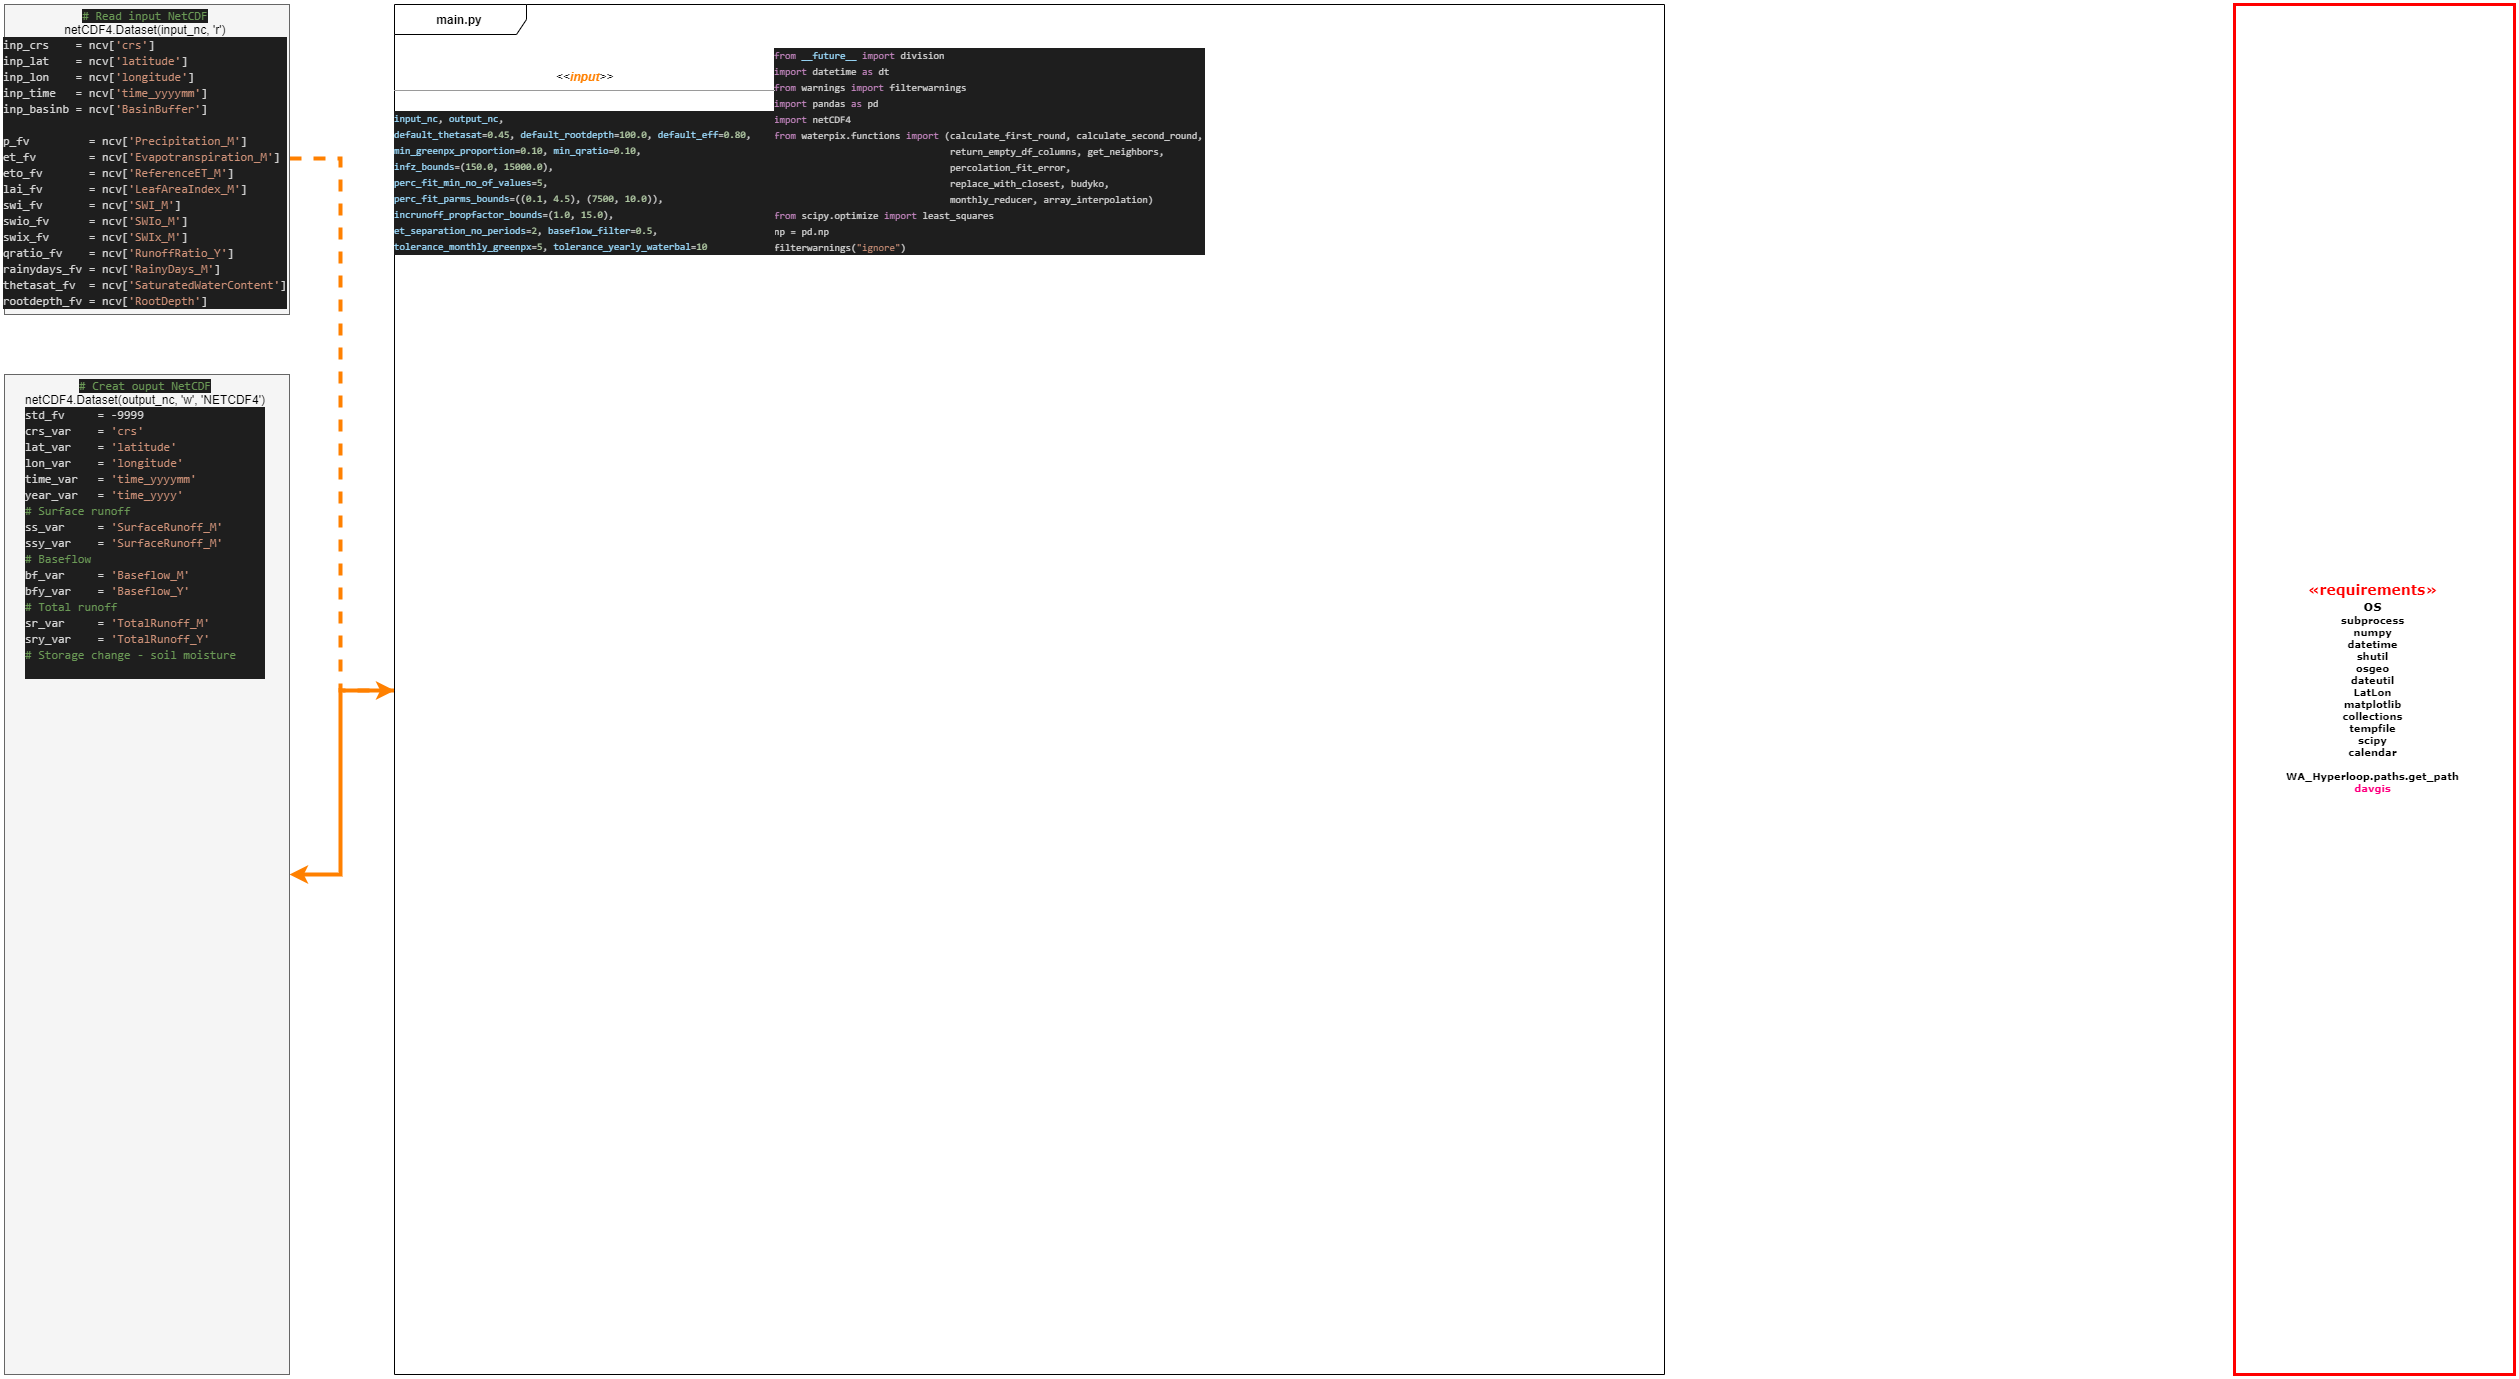 # Read input NetCDF
netCDF4.Dataset(input_nc, 'r')
inp_crs    = ncv['crs']
inp_lat    = ncv['latitude']
inp_lon    = ncv['longitude']
inp_time   = ncv['time_yyyymm']
inp_basinb = ncv['BasinBuffer']
p_fv         = ncv['Precipitation_M']
et_fv        = ncv['Evapotranspiration_M']
eto_fv       = ncv['ReferenceET_M']
lai_fv       = ncv['LeafAreaIndex_M']
swi_fv       = ncv['SWI_M']
swio_fv      = ncv['SWIo_M']
swix_fv      = ncv['SWIx_M']
qratio_fv    = ncv['RunoffRatio_Y']
rainydays_fv = ncv['RainyDays_M']
thetasat_fv  = ncv['SaturatedWaterContent']
rootdepth_fv = ncv['RootDepth']
# Creat ouput NetCDF
netCDF4.Dataset(output_nc, 'w', 'NETCDF4')
std_fv     = -9999
crs_var    = 'crs'
lat_var    = 'latitude'
lon_var    = 'longitude'
time_var   = 'time_yyyymm'
year_var   = 'time_yyyy'
# Surface runoff
ss_var     = 'SurfaceRunoff_M'
ssy_var    = 'SurfaceRunoff_M'
# Baseflow
bf_var     = 'Baseflow_M'
bfy_var    = 'Baseflow_Y'
# Total runoff
sr_var     = 'TotalRunoff_M'
sry_var    = 'TotalRunoff_Y'
# Storage change - soil moisture
main.py
<<input>>
input_nc, output_nc,
default_thetasat=0.45, default_rootdepth=100.0, default_eff=0.80,
min_greenpx_proportion=0.10, min_qratio=0.10,
infz_bounds=(150.0, 15000.0),
perc_fit_min_no_of_values=5,
perc_fit_parms_bounds=((0.1, 4.5), (7500, 10.0)),
incrunoff_propfactor_bounds=(1.0, 15.0),
et_separation_no_periods=2, baseflow_filter=0.5,
tolerance_monthly_greenpx=5, tolerance_yearly_waterbal=10
from __future__ import division
import datetime as dt
from warnings import filterwarnings
import pandas as pd
import netCDF4
from waterpix.functions import (calculate_first_round, calculate_second_round,
return_empty_df_columns, get_neighbors,
percolation_fit_error,
replace_with_closest, budyko,
monthly_reducer, array_interpolation)
from scipy.optimize import least_squares
np = pd.np
filterwarnings("ignore")
«requirements»
OS
subprocess
numpy
datetime
shutil
osgeo
dateutil
LatLon
matplotlib
collections
tempfile
scipy
calendar
WA_Hyperloop.paths.get_path
davgis